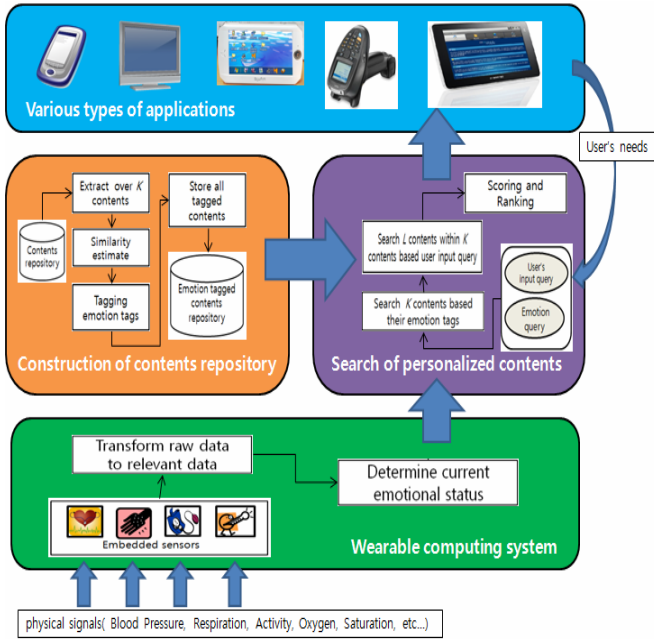 Various types of applications
User's needs
Extract over K
contents
Contents
repository
Similarity
estimate
Tagging
emotion tags
Store all
tagged
contents
Emotion tagged
contents
repository
Construction of contents repository
Scoring and
Ranking
Search L contents within K
contents based user input query
Search K contents based
their emotion tags
User's
input query
Emotion
query
Search of personalized contents
Transform raw data
to relevant data
Determine current
emotional status
Embedded sensors
Wearable computing system
physical signals( Blood Pressure, Respiration, Activity, Oxygen, Saturation, etc...)